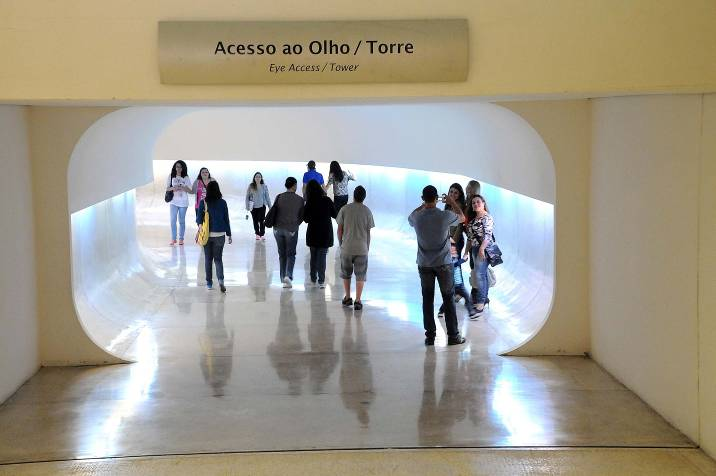 Acesso ao Olho / Torre
Eye Access / Tower